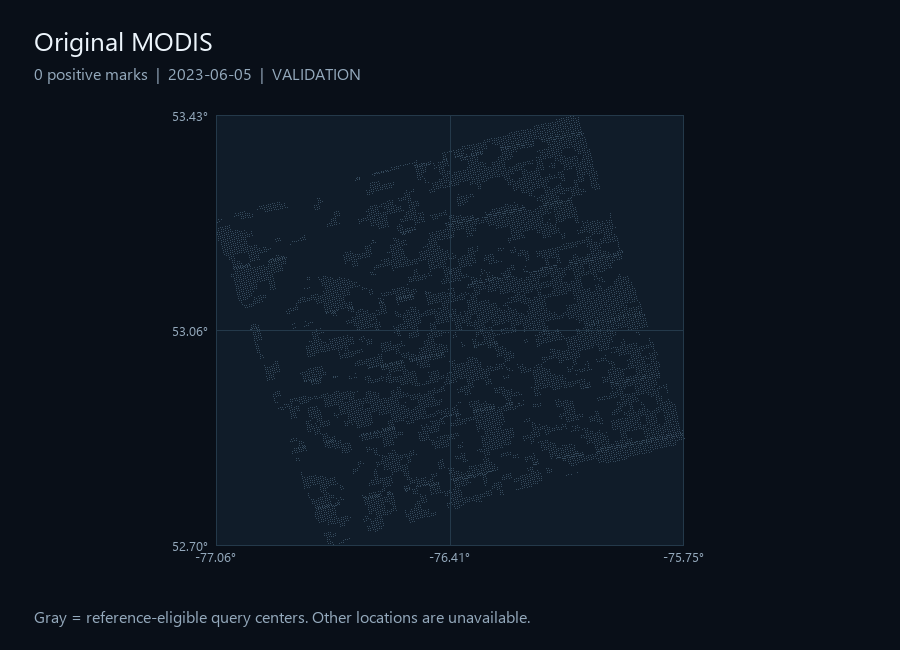 Original MODIS
0 positive marks | 2023-06-05 | VALIDATION
53.43°
53.06°
52.70°
-77.06° -76.41° -75.75°
Gray = reference-eligible query centers. Other locations are unavailable.